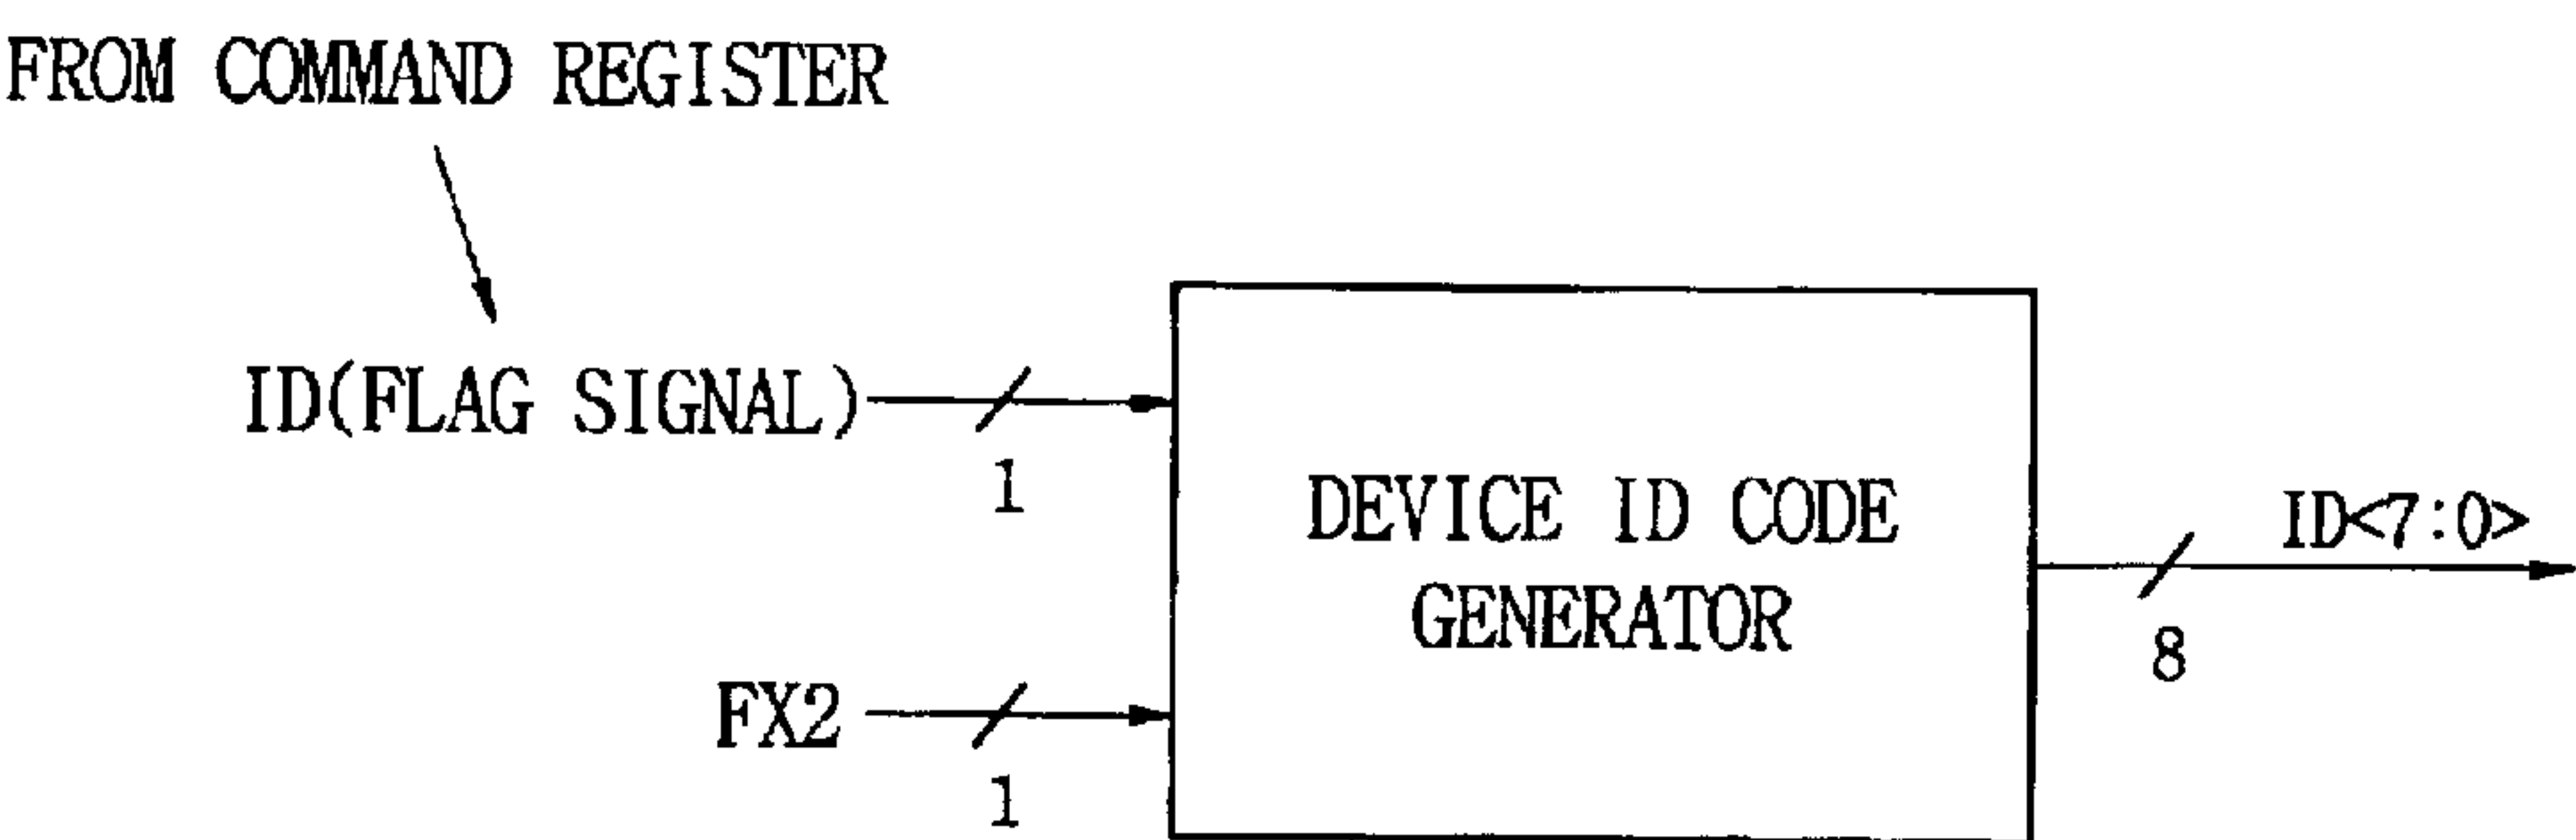 FROM COMMAND REGISTER
ID(FLAG SIGNAL)
1
DEVICE ID CODE
GENERATOR
ID<7:0>
8
FX2
1